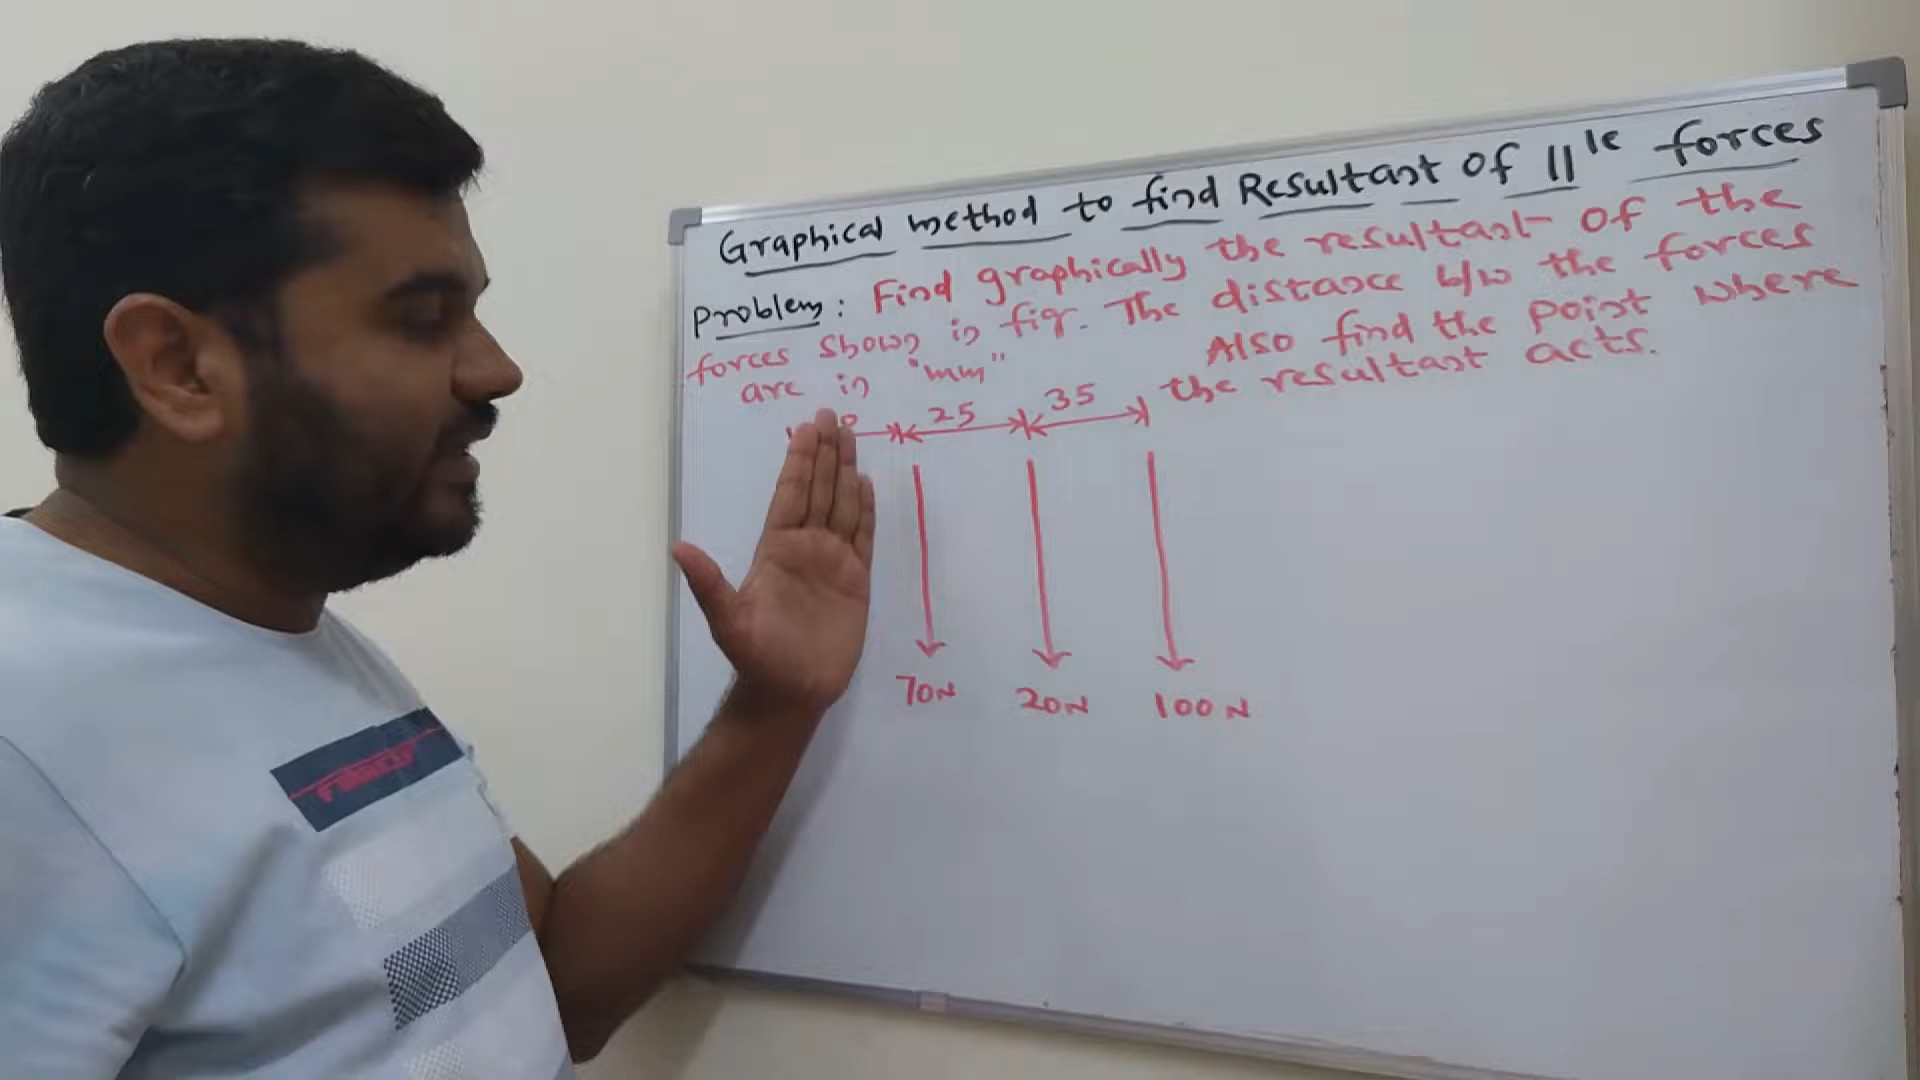 Graphical method to find Resultant of 11le forces
Problem: Find graphically the resultant of the
forces shown in fig. The distance b/w the forces
are in "mm" Also find the point where
the resultant acts.
25 35
70N 20N 100N